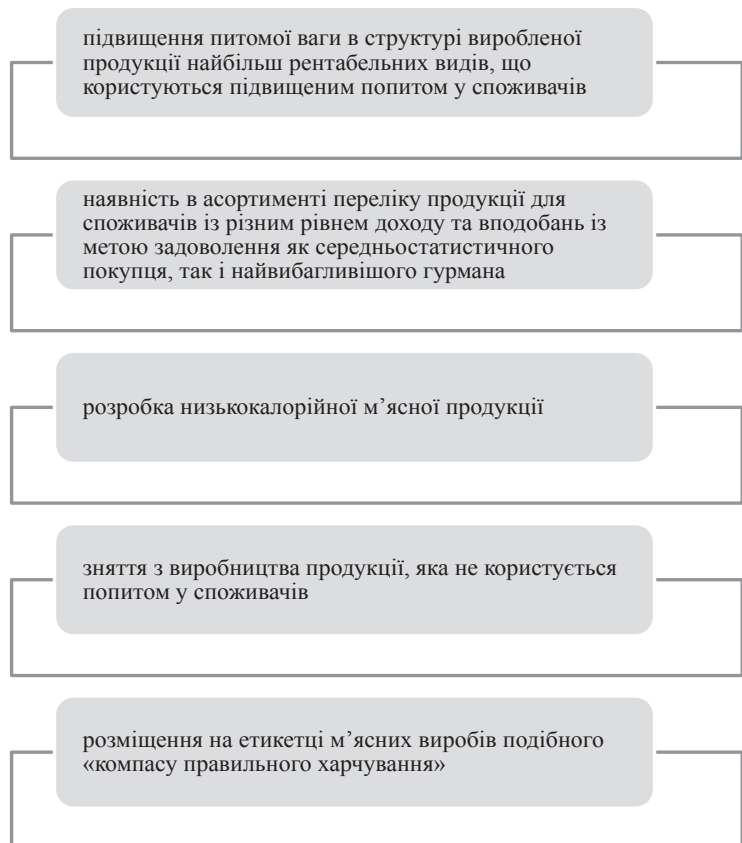 підвищення питомої ваги в структурі виробленої
продукції найбільш рентабельних видів, що
користуються підвищеним попитом у споживачів
наявність в асортименті переліку продукції для
споживачів із різним рівнем доходу та вподобань із
метою задоволення як середньостатистичного
покупця, так і найвибагливішого гурмана
розробка низькокалорійної м’ясної продукції
зняття з виробництва продукції, яка не користується
попитом у споживачів
розміщення на етикетці м’ясних виробів подібного
«компасу правильного харчування»